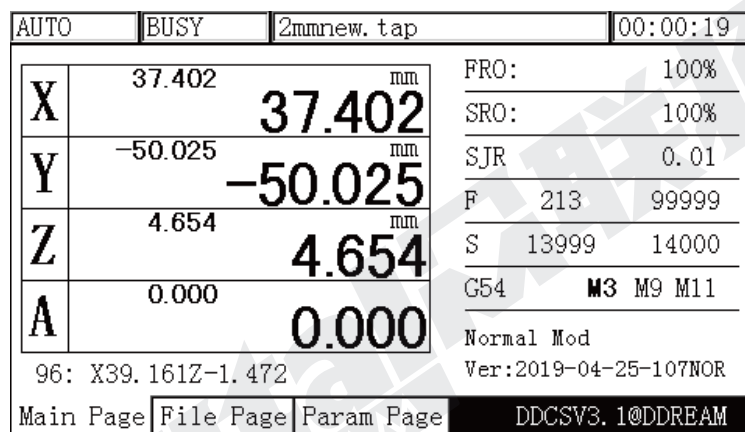 AUTO BUSY 2mmnew.tap 00:00:19
X 37.402 mm 37.402
Y -50.025 mm -50.025
Z 4.654 mm 4.654
A 0.000 0.000
FRO: 100%
SRO: 100%
SJR 0.01
F 213 99999
S 13999 14000
G54 M3 M9 M11
Normal Mod
Ver:2019-04-25-107NOR
96: X39.161Z-1.472
Main Page File Page Param Page DDCSV3.1@DDREAM